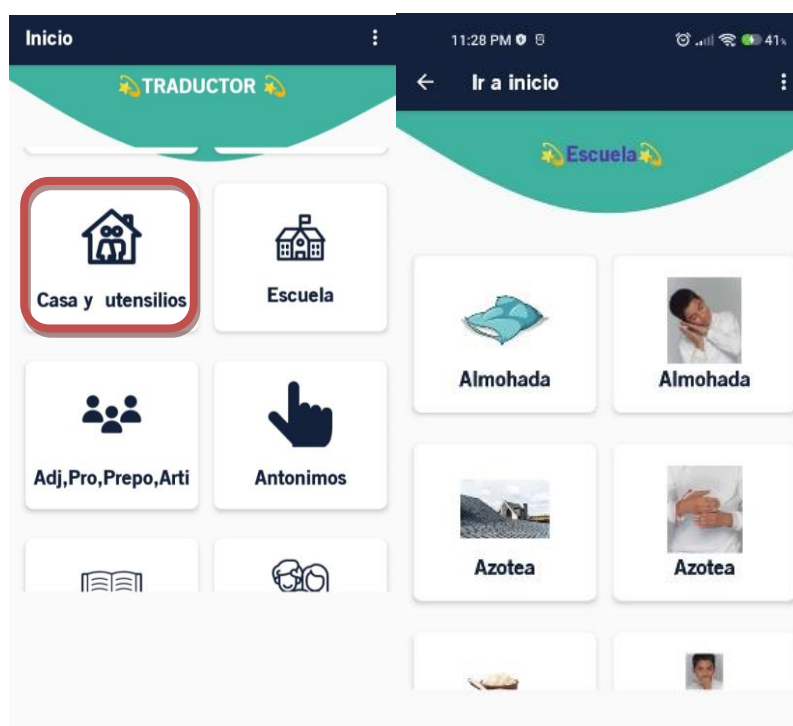 Inicio
TRADUCTOR
Casa y utensilios
Escuela
Adj,Pro,Prepo,Arti
Antonimos
11:28 PM
41%
Ir a inicio
Escuela
Almohada
Almohada
Azotea
Azotea